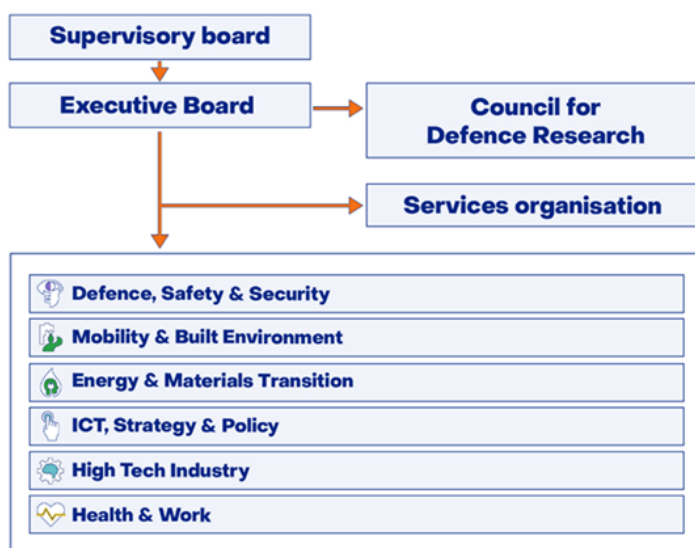 Supervisory board
Executive Board
Council for
Defence Research
Services organisation
Defence, Safety & Security
Mobility & Built Environment
Energy & Materials Transition
ICT, Strategy & Policy
High Tech Industry
Health & Work